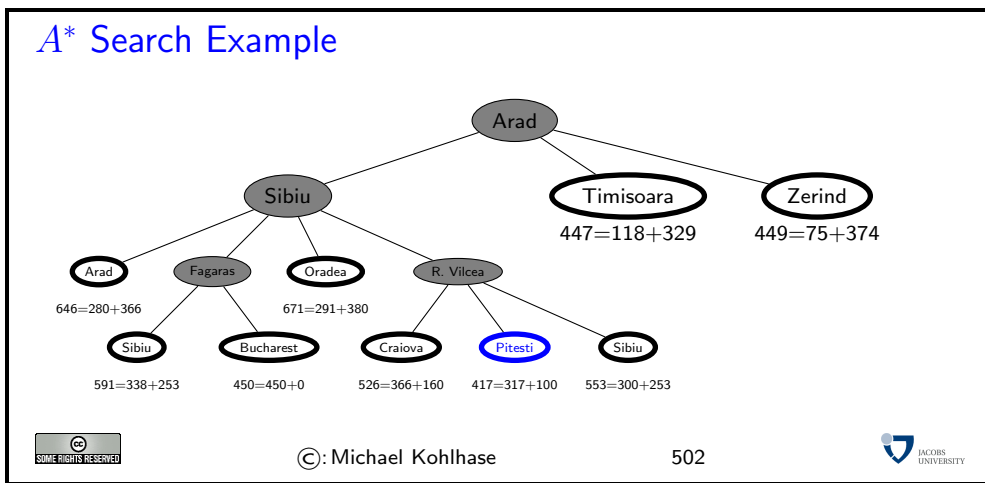 A* Search Example
Arad
Sibiu
Timisoara
Zerind
447=118+329
449=75+374
Arad
Fagaras
Oradea
R. Vilcea
646=280+366
671=291+380
Sibiu
Bucharest
Craiova
Pitesti
Sibiu
591=338+253
450=450+0
526=366+160
417=317+100
553=300+253
cc
SOME RIGHTS RESERVED
©: Michael Kohlhase
502
JACOBS
UNIVERSITY